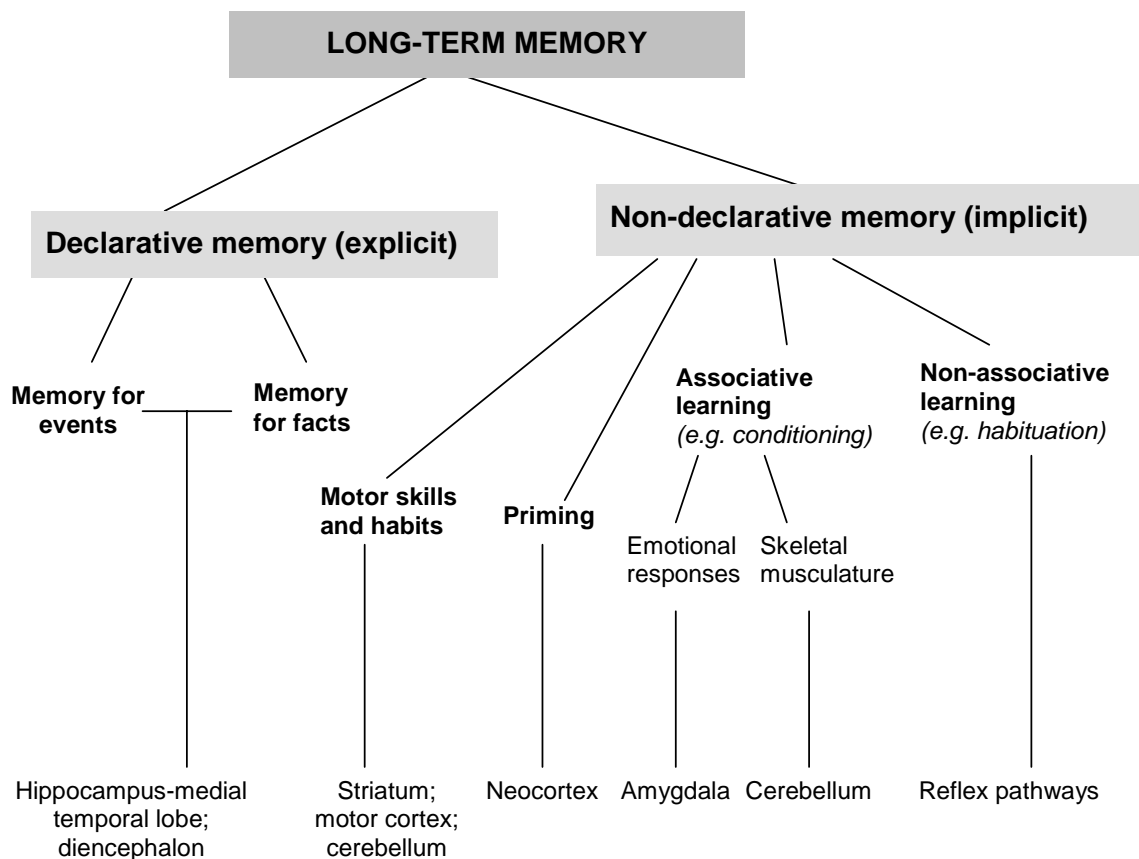 LONG-TERM MEMORY
Declarative memory (explicit)
Non-declarative memory (implicit)
Memory for
events
Memory
for facts
Motor skills
and habits
Priming
Associative
learning
(e.g. conditioning)
Non-associative
learning
(e.g. habituation)
Emotional
responses
Skeletal
musculature
Hippocampus-medial
temporal lobe;
diencephalon
Striatum;
motor cortex;
cerebellum
Neocortex
Amygdala
Cerebellum
Reflex pathways